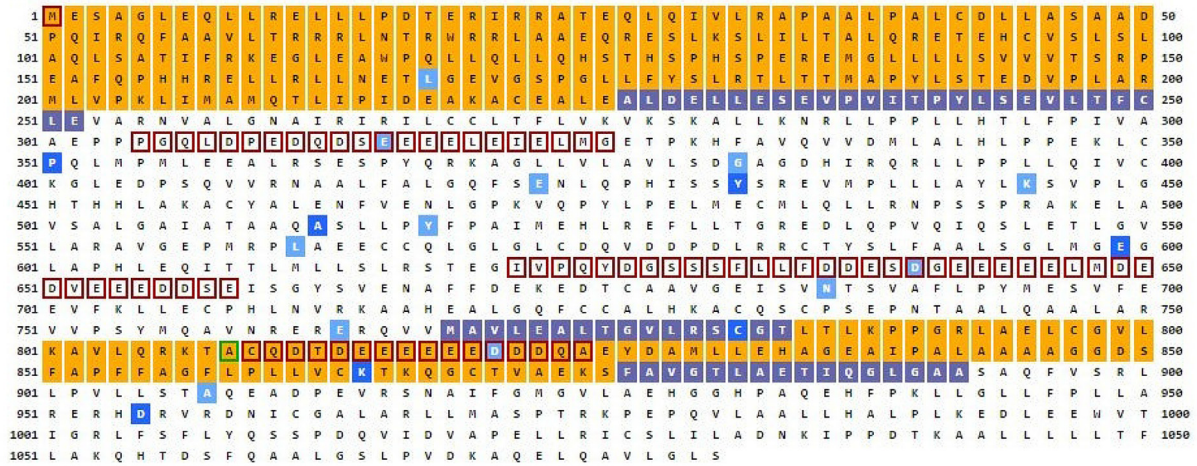 1 M E S A G L E Q L L R E L L L P D T E R I R R A T E Q L Q I V L R A P A A L P A L C D L L A S A A D 50
51 P Q I R Q F A A V L T R R R L N T R W R R L A A E Q R E S L K S L I L T A L Q R E T E H C V S L S L 100
101 A Q L S A T I F R K E G L E A W P Q L L Q L L Q H S T H S P H S P E R E M G L L L L S V V V T S R P 150
151 E A F Q P H H R E L L R L L N E T L G E V G S P G L L F Y S L R T L T T M A P Y L S T E D V P L A R 200
201 M L V P K L I M A M Q T L I P I D E A K A C E A L E A L D E L L E S E V P V I T P Y L S E V L T F C 250
251 L E V A R N V A L G N A I R I R I L C C L T F L V K V K S K A L L K N R L L P P L L H T L F P I V A 300
301 A E P P P G Q L D P E D Q D S E E E E L E I E L M G E T P K H F A V Q V V D M L A L H L P P E K L C 350
351 P Q L M P M L E E A L R S E S P Y Q R K A G L L V L A V L S D G A G D H I R Q R L L P P L L Q I V C 400
401 K G L E D P S Q V V R N A A L F A L G Q F S E N L Q P H I S S Y S R E V M P L L L A Y L K S V P L G 450
451 H T H H L A K A C Y A L E N F V E N L G P K V Q P Y L P E L M E C M L Q L L R N P S S P R A K E L A 500
501 V S A L G A I A T A A Q A S L L P Y F P A I M E H L R E F L L T G R E D L Q P V Q I Q S L E T L G V 550
551 L A R A V G E P M R P L A E E C C Q L G L G L C D Q V D D P D L R R C T Y S L F A A L S G L M G E G 600
601 L A P H L E Q I T T L M L L S L R S T E G I V P Q Y D G S S S F L L F D D E S D G E E E E E L M D E 650
651 D V E E E D D S E I S G Y S V E N A F F D E K E D T C A A V G E I S V N T S V A F L P Y M E S V F E 700
701 E V F K L L E C P H L N V R K A A H E A L G Q F C C A L H K A C Q S C P S E P N T A A L Q A A L A R 750
751 V V P S Y M Q A V N R E R E R Q V V M A V L E A L T G V L R S C G T L T L K P P G R L A E L C G V L 800
801 K A V L Q R K T A C Q D T D E E E E E E D D D Q A E Y D A M L L E H A G E A I P A L A A A A G G D S 850
851 F A P F F A G F L P L L V C K T K Q G C T V A E K S F A V G T L A E T I Q G L G A A S A Q F V S R L 900
901 L P V L L S T A Q E A D P E V R S N A I F G M G V L A E H G G H P A Q E H F P K L L G L L F P L L A 950
951 R E R H D R V R D N I C G A L A R L L M A S P T R K P E P Q V L A A L L H A L P L K E D L E E W V T 1000
1001 I G R L F S F L Y Q S S P D Q V I D V A P E L L R I C S L I L A D N K I P P D T K A A L L L L L T F 1050
1051 L A K Q H T D S F Q A A L G S L P V D K A Q E L Q A V L G L S